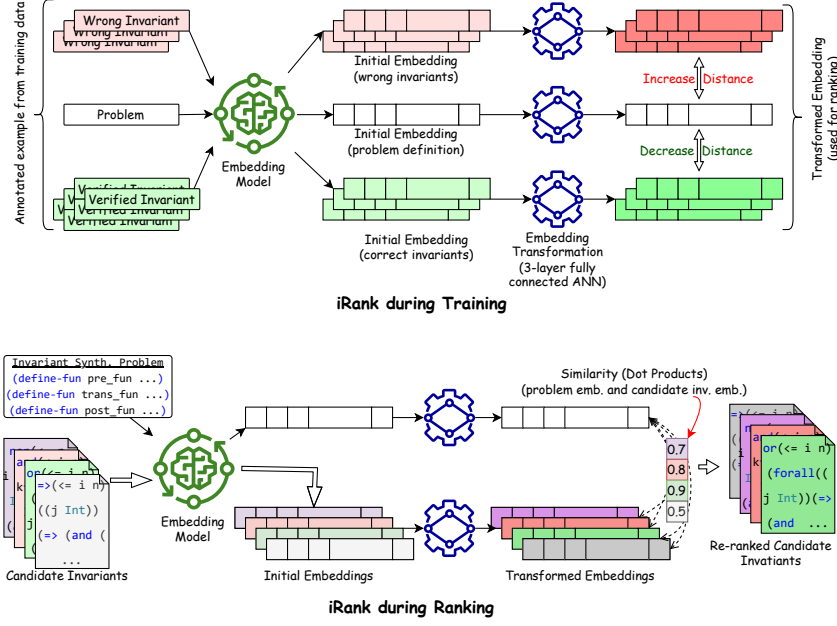 Annotated example from training data
Wrong Invariant
Wrong Invariant
Problem
Verified Invariant
Verified Invariant
Verified Invariant
Verified Invariant
Embedding
Model
Initial Embedding
(wrong invariants)
Initial Embedding
(problem definition)
Initial Embedding
(correct invariants)
Embedding
Transformation
(3-layer fully
connected ANN)
Increase Distance
Decrease Distance
Transformed Embedding
(used for ranking)
iRank during Training
Invariant Synth. Problem
(define-fun pre_fun ...)
(define-fun trans_fun ...)
(define-fun post_fun ...)
or(<= i
=>(<= i n)
((j Int))
(=> (and (
...
Candidate Invariants
Embedding
Model
Initial Embeddings
Transformed Embeddings
Similarity (Dot Products)
(problem emb. and candidate inv. emb.)
0.7
0.8
0.9
0.5
=>(<= i n)
or(<= i n)
(forall((
j Int))(=>
(and ...
Re-ranked Candidate
Invatiants
iRank during Ranking